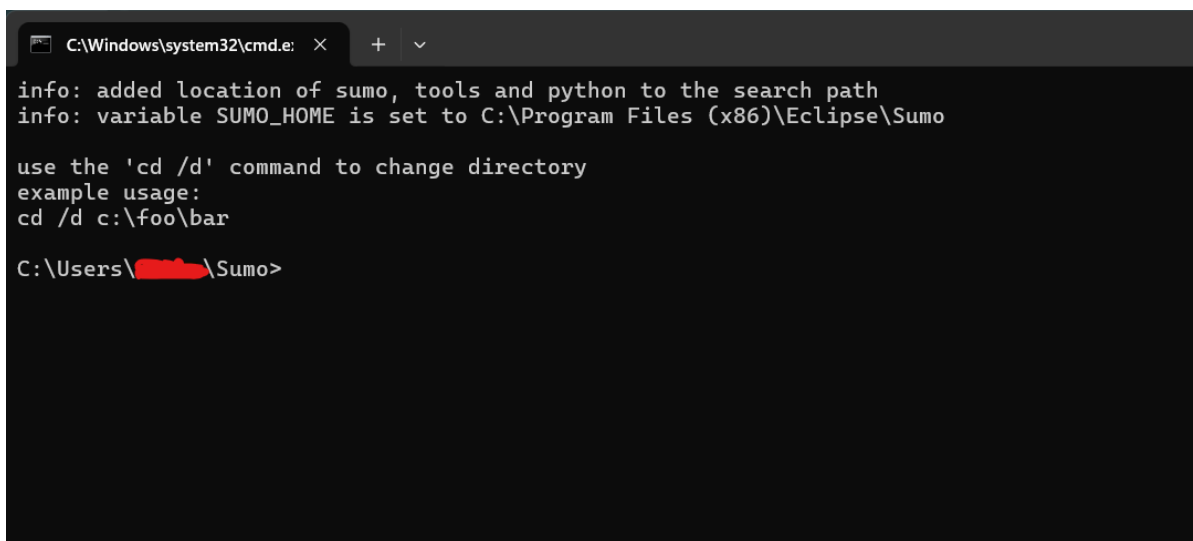 C:\Windows\system32\cmd.e:
info: added location of sumo, tools and python to the search path
info: variable SUMO_HOME is set to C:\Program Files (x86)\Eclipse\Sumo
use the 'cd /d' command to change directory
example usage:
cd /d c:\foo\bar
C:\Users\ \Sumo>